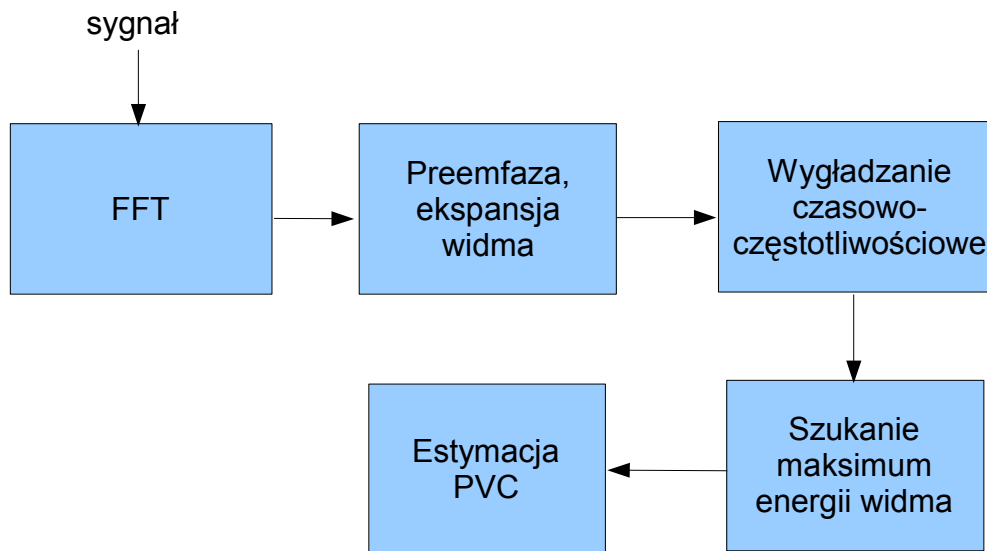 sygnał
FFT
Preemfaza,
ekspansja
widma
Wygładzanie
czasowo-
częstotliwościowe
Szukanie
maksimum
energii widma
Estymacja
PVC